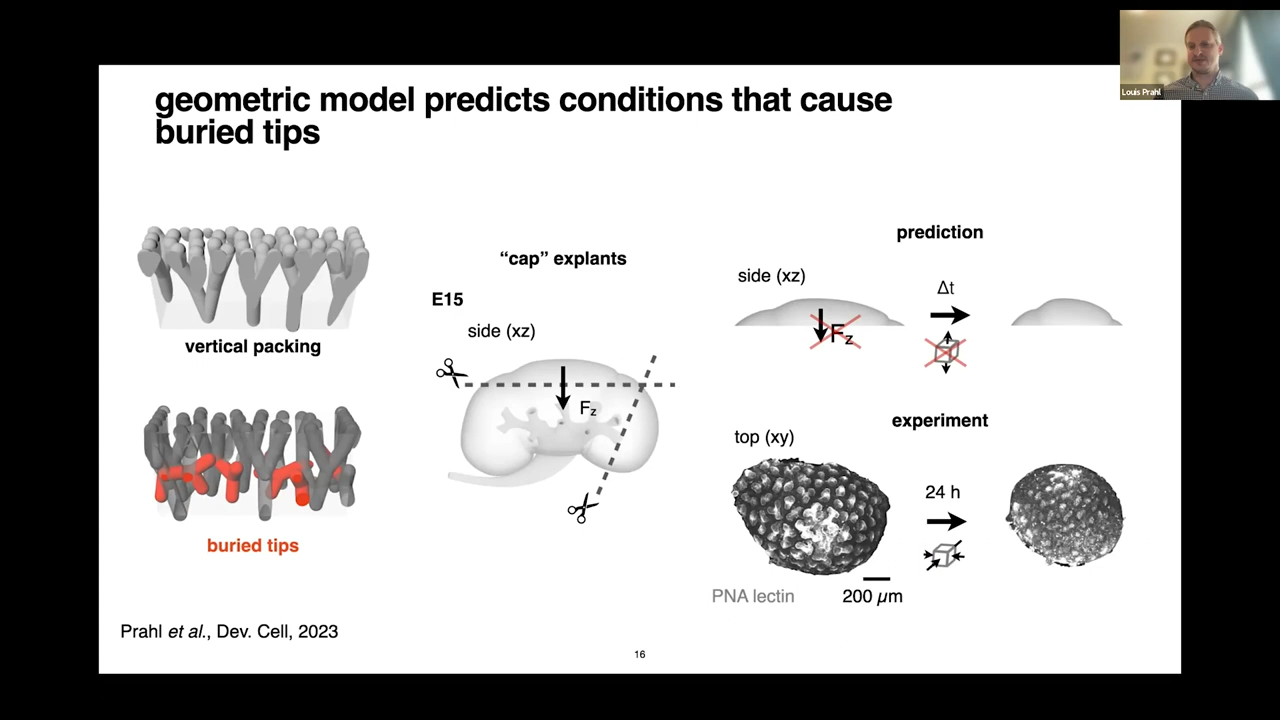 geometric model predicts conditions that cause
buried tips
Louis Prahl
vertical packing
buried tips
“cap” explants
E15
side (xz)
Fz
prediction
side (xz)
Fz
Δt
experiment
top (xy)
24 h
PNA lectin
200 µm
Prahl et al., Dev. Cell, 2023
16